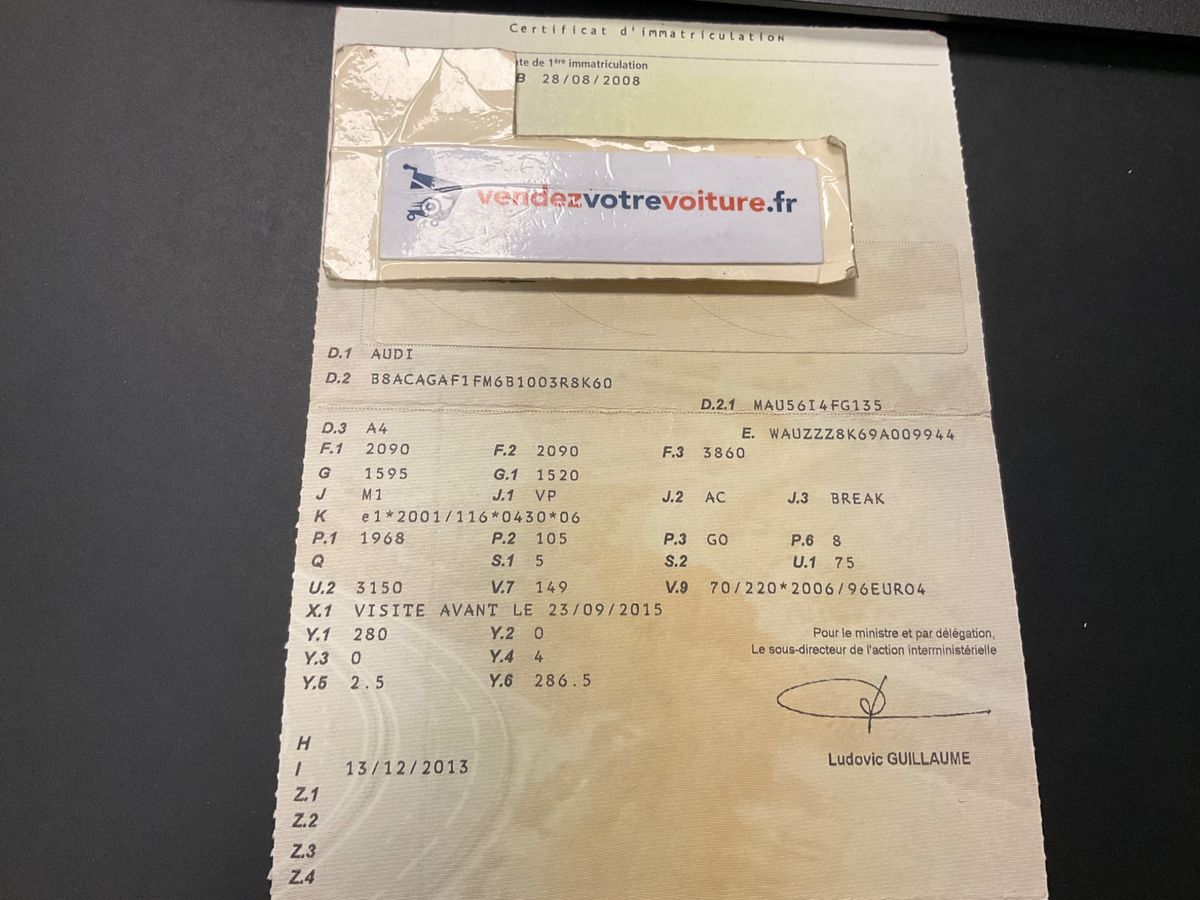 Certificat d'immatriculation
te de 1ère immatriculation
B 28/08/2008
vendezvotrevoiture.fr
D.1 AUDI
D.2 B8ACAGAF1FM6B1003R8K60
D.2.1 MAU56I4FG135
D.3 A4 E. WAUZZZ8K69A009944
F.1 2090 F.2 2090 F.3 3860
G 1595 G.1 1520
J M1 J.1 VP J.2 AC J.3 BREAK
K e1*2001/116*0430*06
P.1 1968 P.2 105 P.3 GO P.6 8
Q S.1 5 S.2 U.1 75
U.2 3150 V.7 149 V.9 70/220*2006/96EURO4
X.1 VISITE AVANT LE 23/09/2015
Y.1 280 Y.2 0
Y.3 0 Y.4 4
Y.5 2.5 Y.6 286.5
Pour le ministre et par délégation,
Le sous-directeur de l'action interministérielle
Ludovic GUILLAUME
H
I 13/12/2013
Z.1
Z.2
Z.3
Z.4